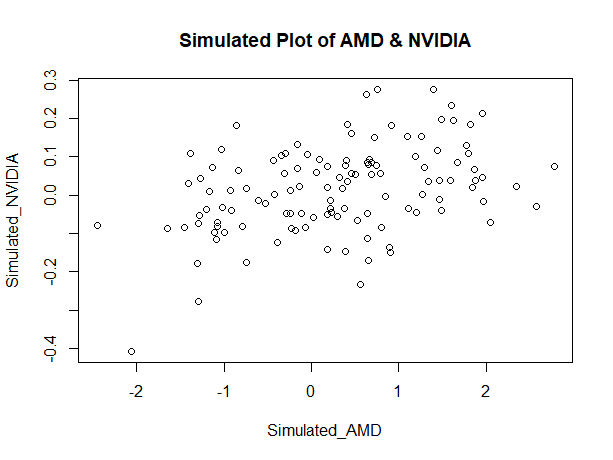 Simulated Plot of AMD & NVIDIA
0.3
0.2
0.1
0.0
-0.2
-0.4
Simulated_NVIDIA
-2 -1 0 1 2
Simulated_AMD